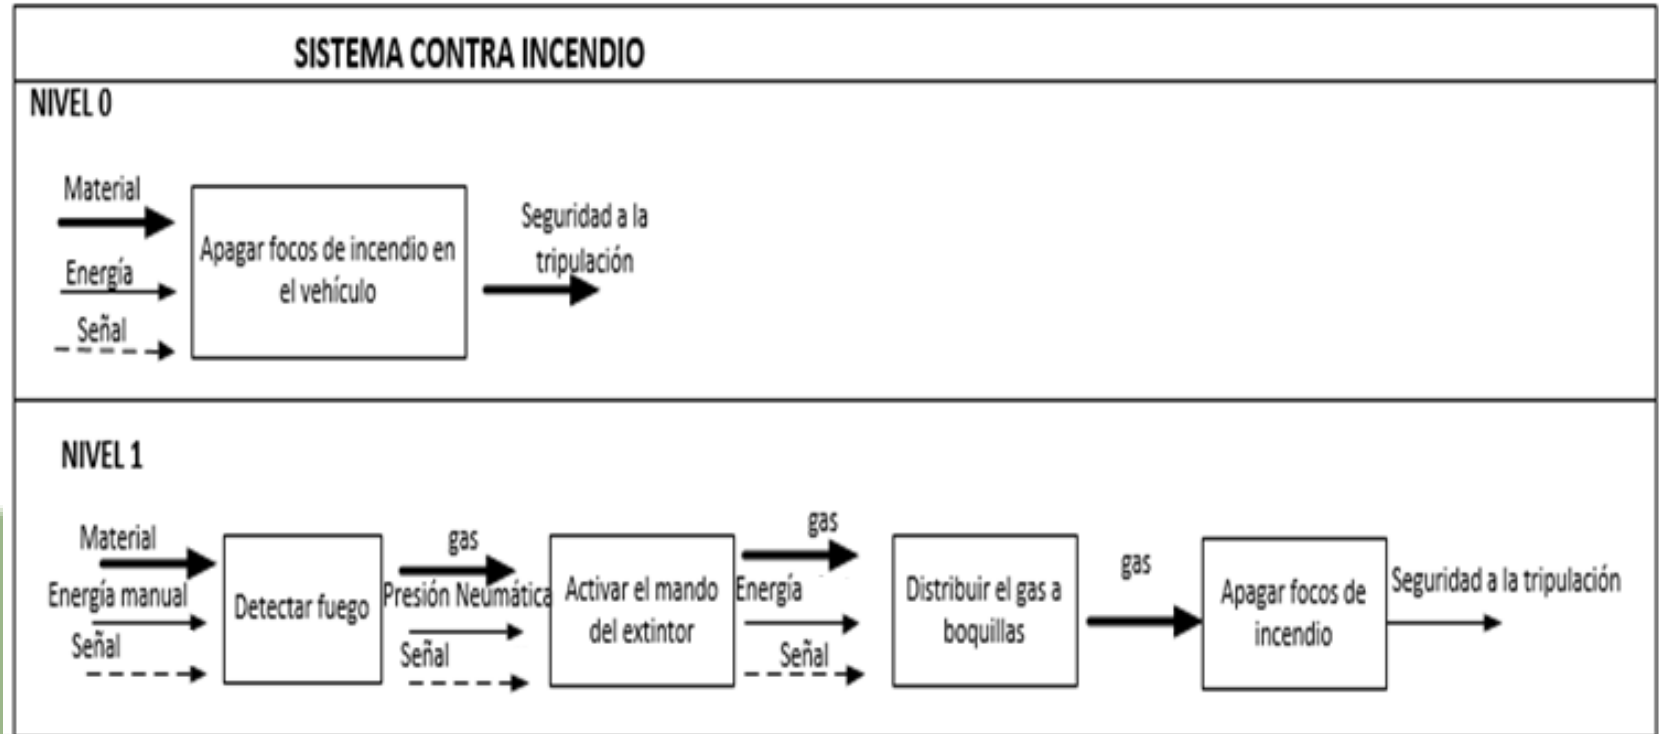 SISTEMA CONTRA INCENDIO
NIVEL 0
Material
Energía
Señal
Apagar focos de incendio en
el vehículo
Seguridad a la
tripulación
NIVEL 1
Material
Energía manual
Señal
Detectar fuego
gas
Presión Neumática
Señal
Activar el mando
del extintor
gas
Energía
Señal
Distribuir el gas a
boquillas
gas
Apagar focos de
incendio
Seguridad a la tripulación